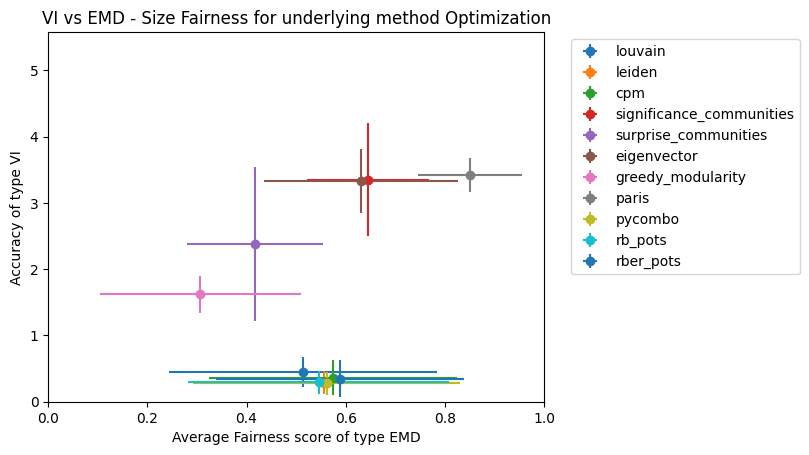 VI vs EMD - Size Fairness for underlying method Optimization
5
4
3
2
1
0
Accuracy of type VI
0.0 0.2 0.4 0.6 0.8 1.0
Average Fairness score of type EMD
louvain
leiden
cpm
significance_communities
surprise_communities
eigenvector
greedy_modularity
paris
pycombo
rb_pots
rber_pots